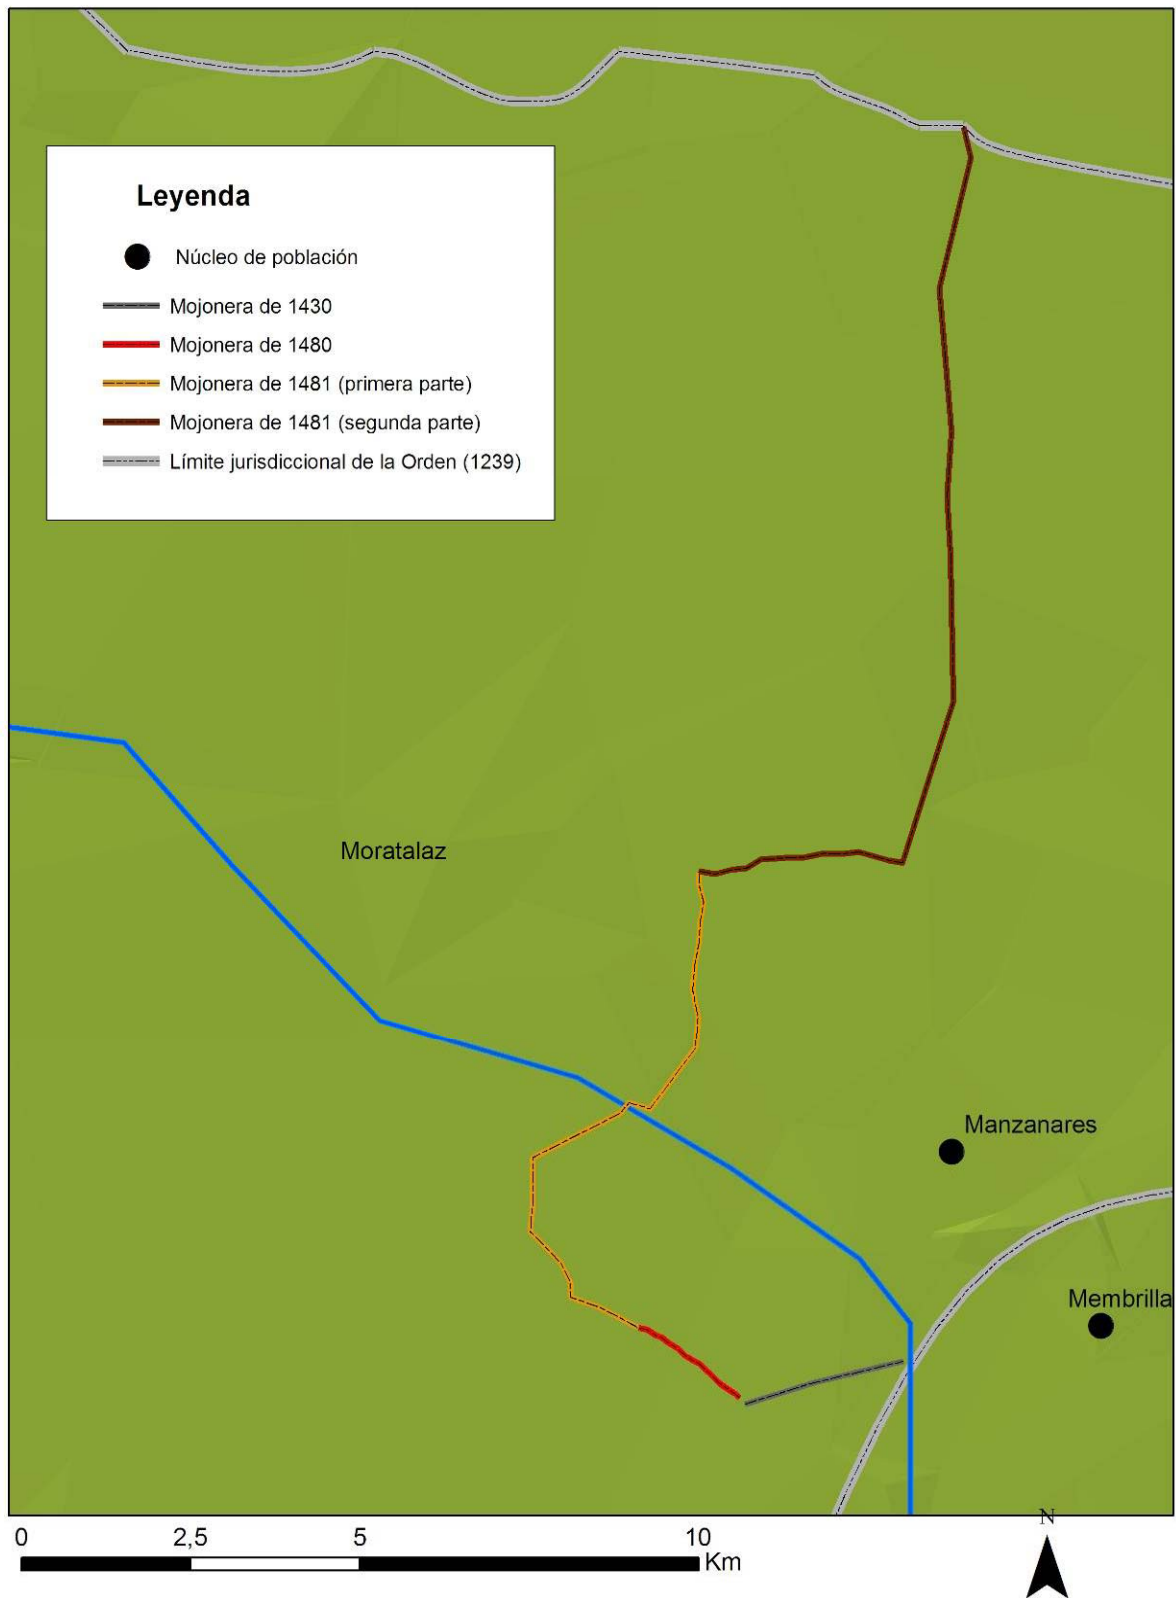 Leyenda
Núcleo de población
Mojonera de 1430
Mojonera de 1480
Mojonera de 1481 (primera parte)
Mojonera de 1481 (segunda parte)
Límite jurisdiccional de la Orden (1239)
Moratalaz
Manzanares
Membrilla
0 2,5 5 10
Km
N